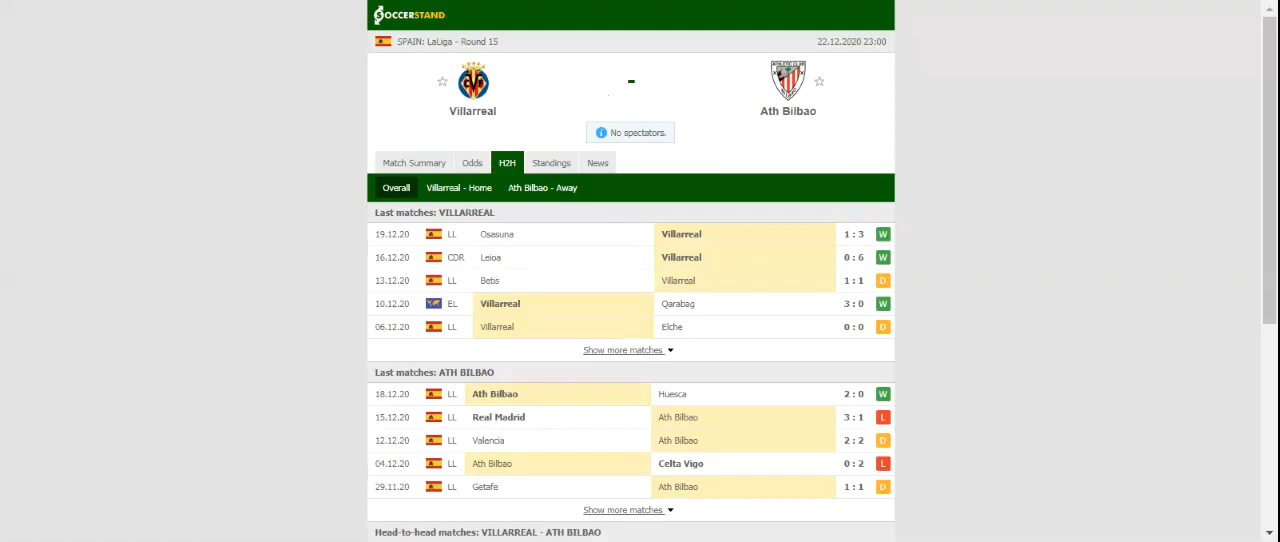 SOCCERSTAND
SPAIN: LaLiga - Round 15 22.12.2020 23:00
-
Villarreal Ath Bilbao
No spectators.
Match Summary Odds H2H Standings News
Overall Villarreal - Home Ath Bilbao - Away
Last matches: VILLARREAL
19.12.20 LL Osasuna Villarreal 1 : 3 W
16.12.20 CDR Leioa Villarreal 0 : 6 W
13.12.20 LL Betis Villarreal 1 : 1 D
10.12.20 EL Villarreal Qarabag 3 : 0 W
06.12.20 LL Villarreal Elche 0 : 0 D
Show more matches
Last matches: ATH BILBAO
18.12.20 LL Ath Bilbao Huesca 2 : 0 W
15.12.20 LL Real Madrid Ath Bilbao 3 : 1 L
12.12.20 LL Valencia Ath Bilbao 2 : 2 D
04.12.20 LL Ath Bilbao Celta Vigo 0 : 2 L
29.11.20 LL Getafe Ath Bilbao 1 : 1 D
Show more matches
Head-to-head matches: VILLARREAL - ATH BILBAO